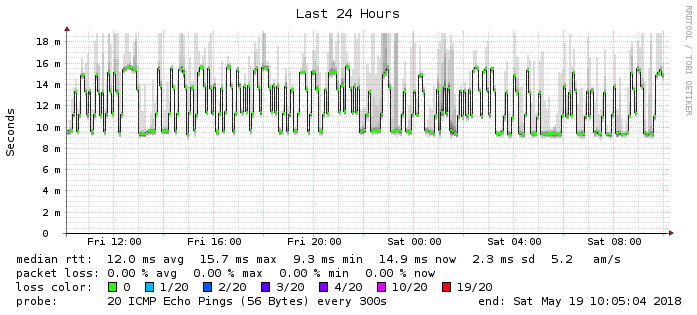 Last 24 Hours
RRDTOOL / TOBI OETIKER
Seconds
18 m
16 m
14 m
12 m
10 m
8 m
6 m
4 m
2 m
0
Fri 12:00 Fri 16:00 Fri 20:00 Sat 00:00 Sat 04:00 Sat 08:00
median rtt: 12.0 ms avg 15.7 ms max 9.3 ms min 14.9 ms now 2.3 ms sd 5.2 am/s
packet loss: 0.00 % avg 0.00 % max 0.00 % min 0.00 % now
loss color: 0 1/20 2/20 3/20 4/20 10/20 19/20
probe: 20 ICMP Echo Pings (56 Bytes) every 300s end: Sat May 19 10:05:04 2018